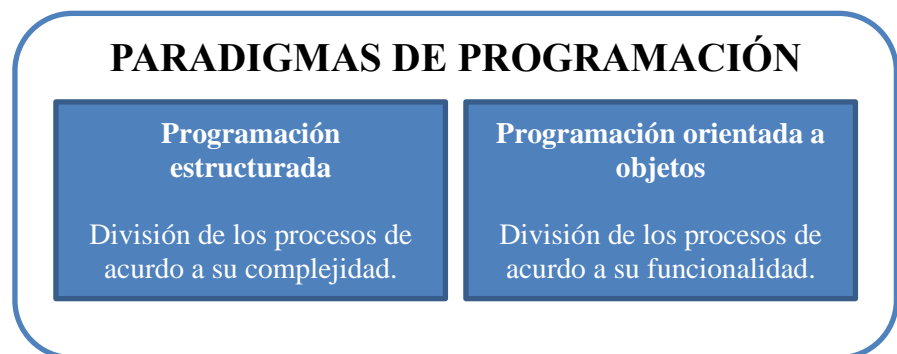 PARADIGMAS DE PROGRAMACIÓN
Programación
estructurada
División de los procesos de
acurdo a su complejidad.
Programación orientada a
objetos
División de los procesos de
acurdo a su funcionalidad.